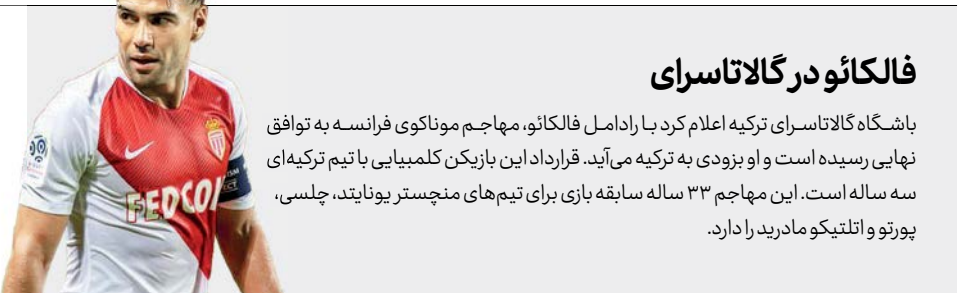 فالکائو در گالاتاسرای
باشگاه گالاتاسرای ترکیه اعلام کرد با رادامل فالکائو، مهاجم موناکوی فرانسه به توافق
نهایی رسیده است و او بزودی به ترکیه می‌آید. قرارداد این بازیکن کلمبیایی با تیم ترکیه‌ای
سه ساله است. این مهاجم ۳۳ ساله سابقه بازی برای تیم‌های منچستر یونایتد، چلسی،
پورتو و اتلتیکو مادرید را دارد.
FEDCOM